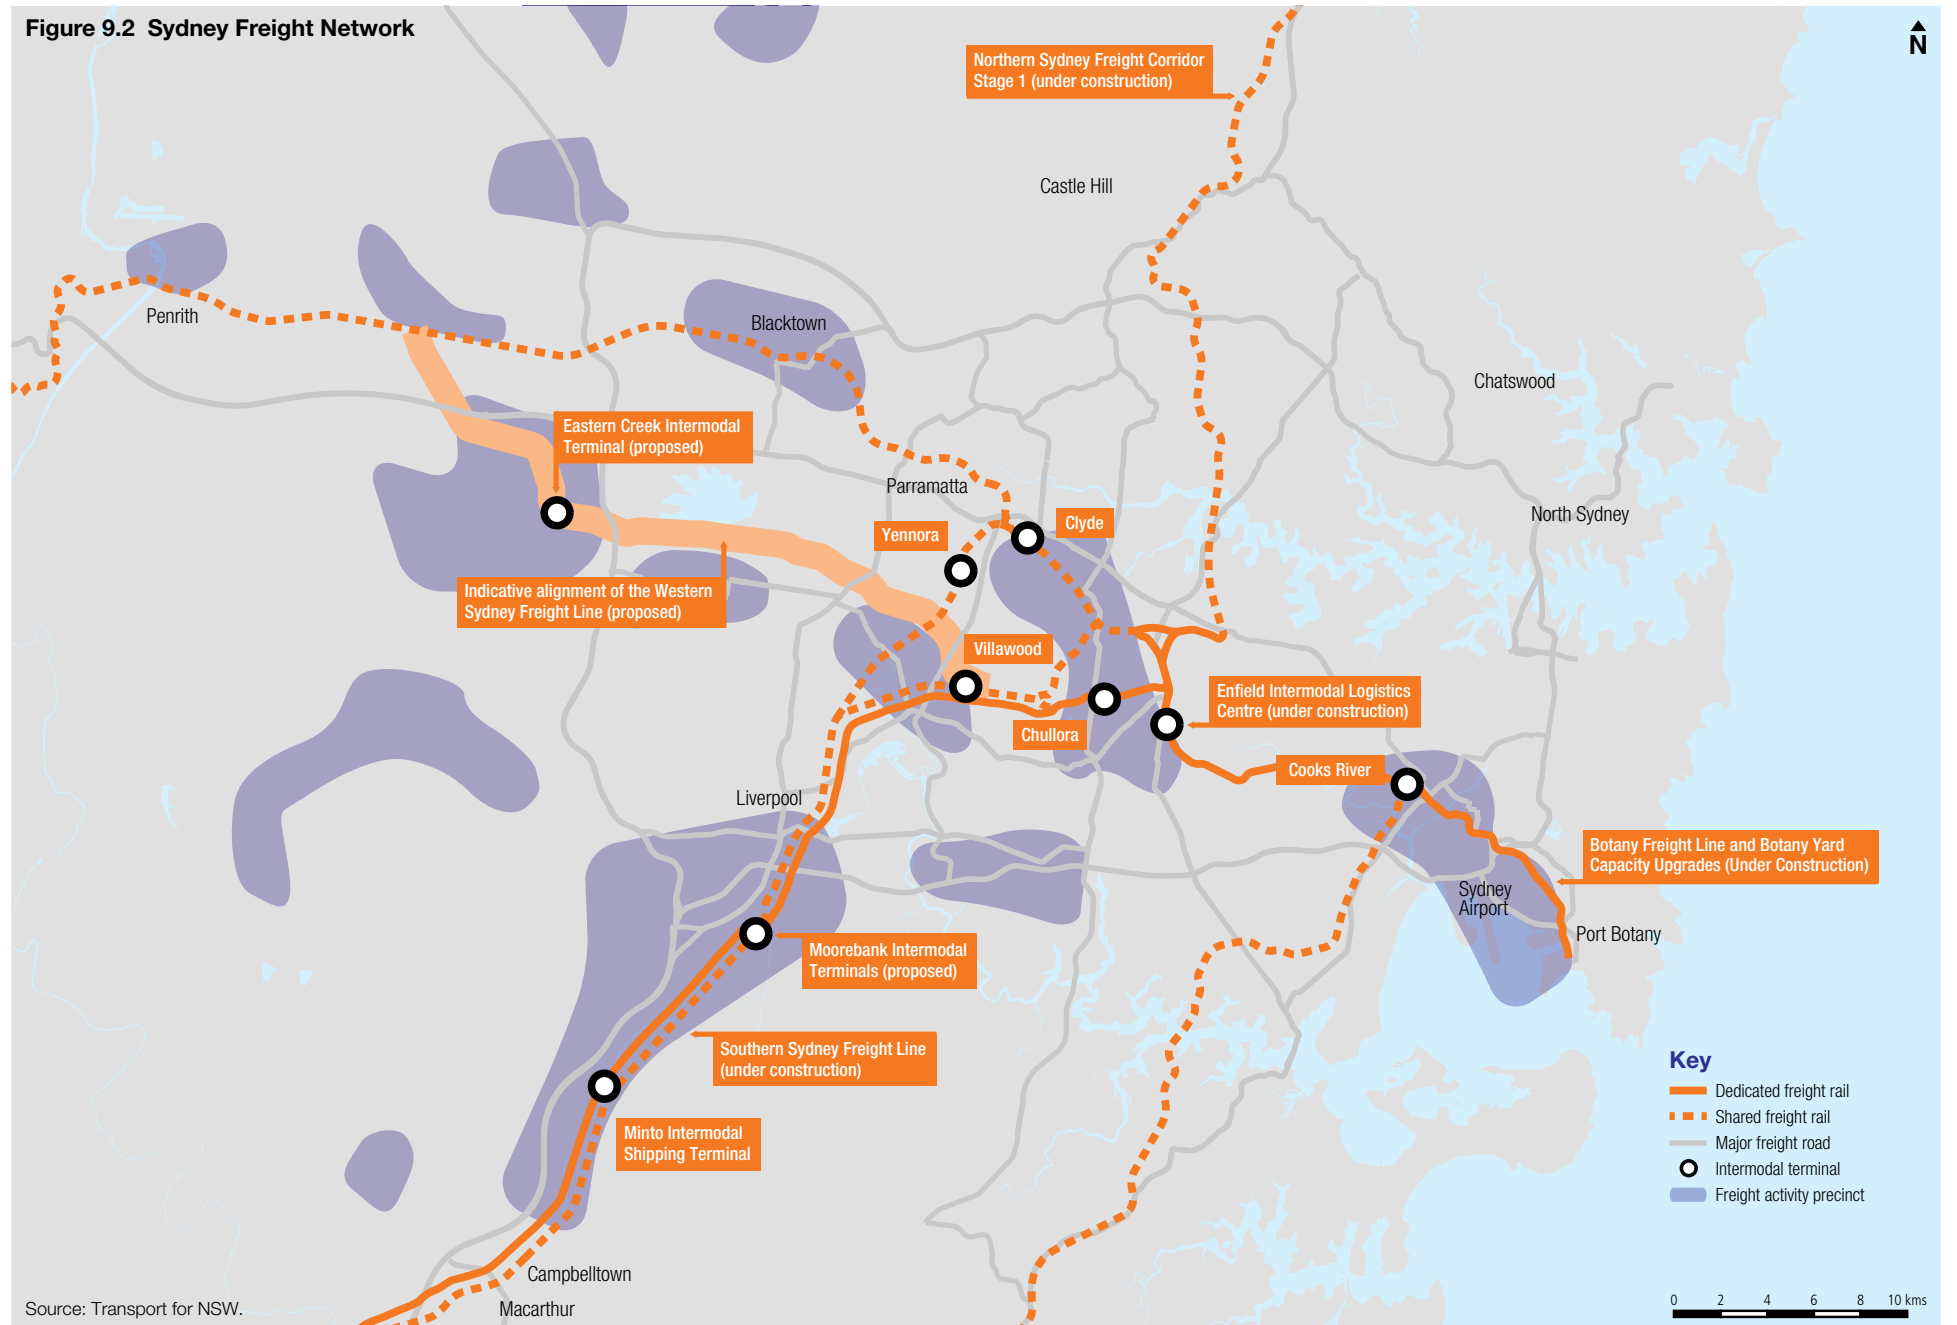 Figure 9.2 Sydney Freight Network
N
Northern Sydney Freight Corridor
Stage 1 (under construction)
Castle Hill
Penrith
Blacktown
Chatswood
Eastern Creek Intermodal
Terminal (proposed)
Parramatta
North Sydney
Yennora
Clyde
Indicative alignment of the Western
Sydney Freight Line (proposed)
Villawood
Enfield Intermodal Logistics
Centre (under construction)
Chullora
Cooks River
Liverpool
Botany Freight Line and Botany Yard
Capacity Upgrades (Under Construction)
Sydney
Airport
Port Botany
Moorebank Intermodal
Terminals (proposed)
Southern Sydney Freight Line
(under construction)
Minto Intermodal
Shipping Terminal
Key
Dedicated freight rail
Shared freight rail
Major freight road
Intermodal terminal
Freight activity precinct
Campbelltown
Macarthur
Source: Transport for NSW.
0 2 4 6 8 10 kms